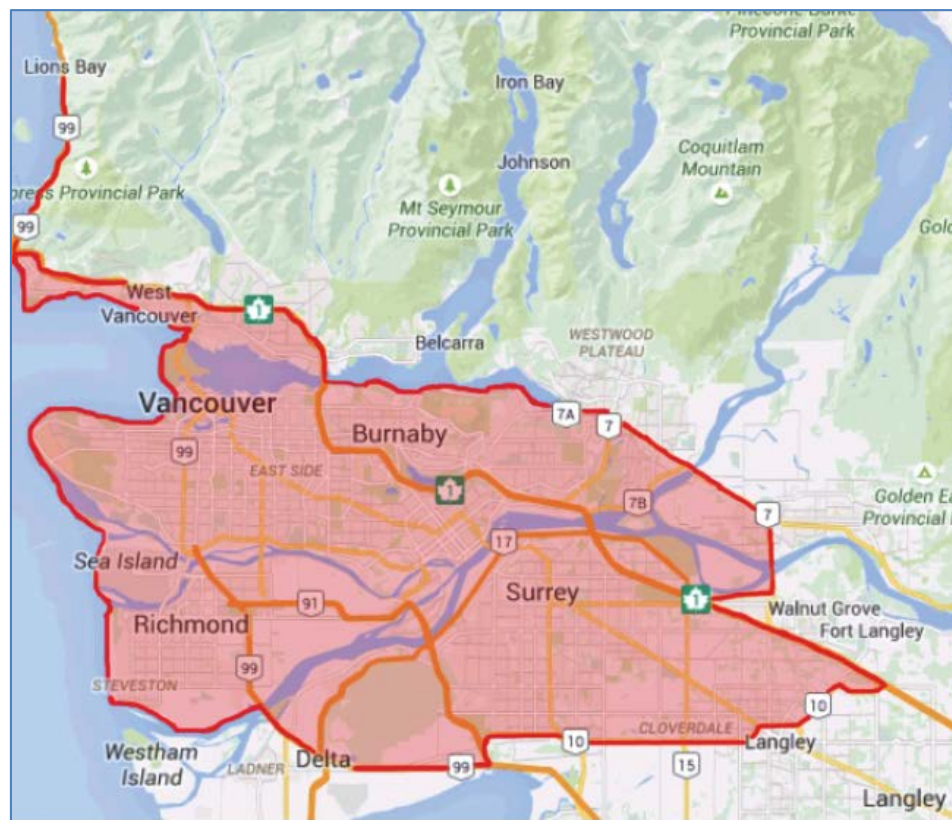 Provincial Park
Lions Bay
Iron Bay
99
Coquitlam
Mountain
Johnson
Provincial Park
Mt Seymour
Provincial Park
99
West
Vancouver
1
Belcarra
WESTWOOD
PLATEAU
Vancouver
7A
7
Burnaby
99
EAST SIDE
1
7B
Golden
Provincial
7
17
Sea Island
Surrey
91
1
Walnut Grove
Fort Langley
Richmond
99
STEVESTON
10
CLOVERDALE
10
Langley
Westham
Island
Delta
LADNER
99
15
Langley